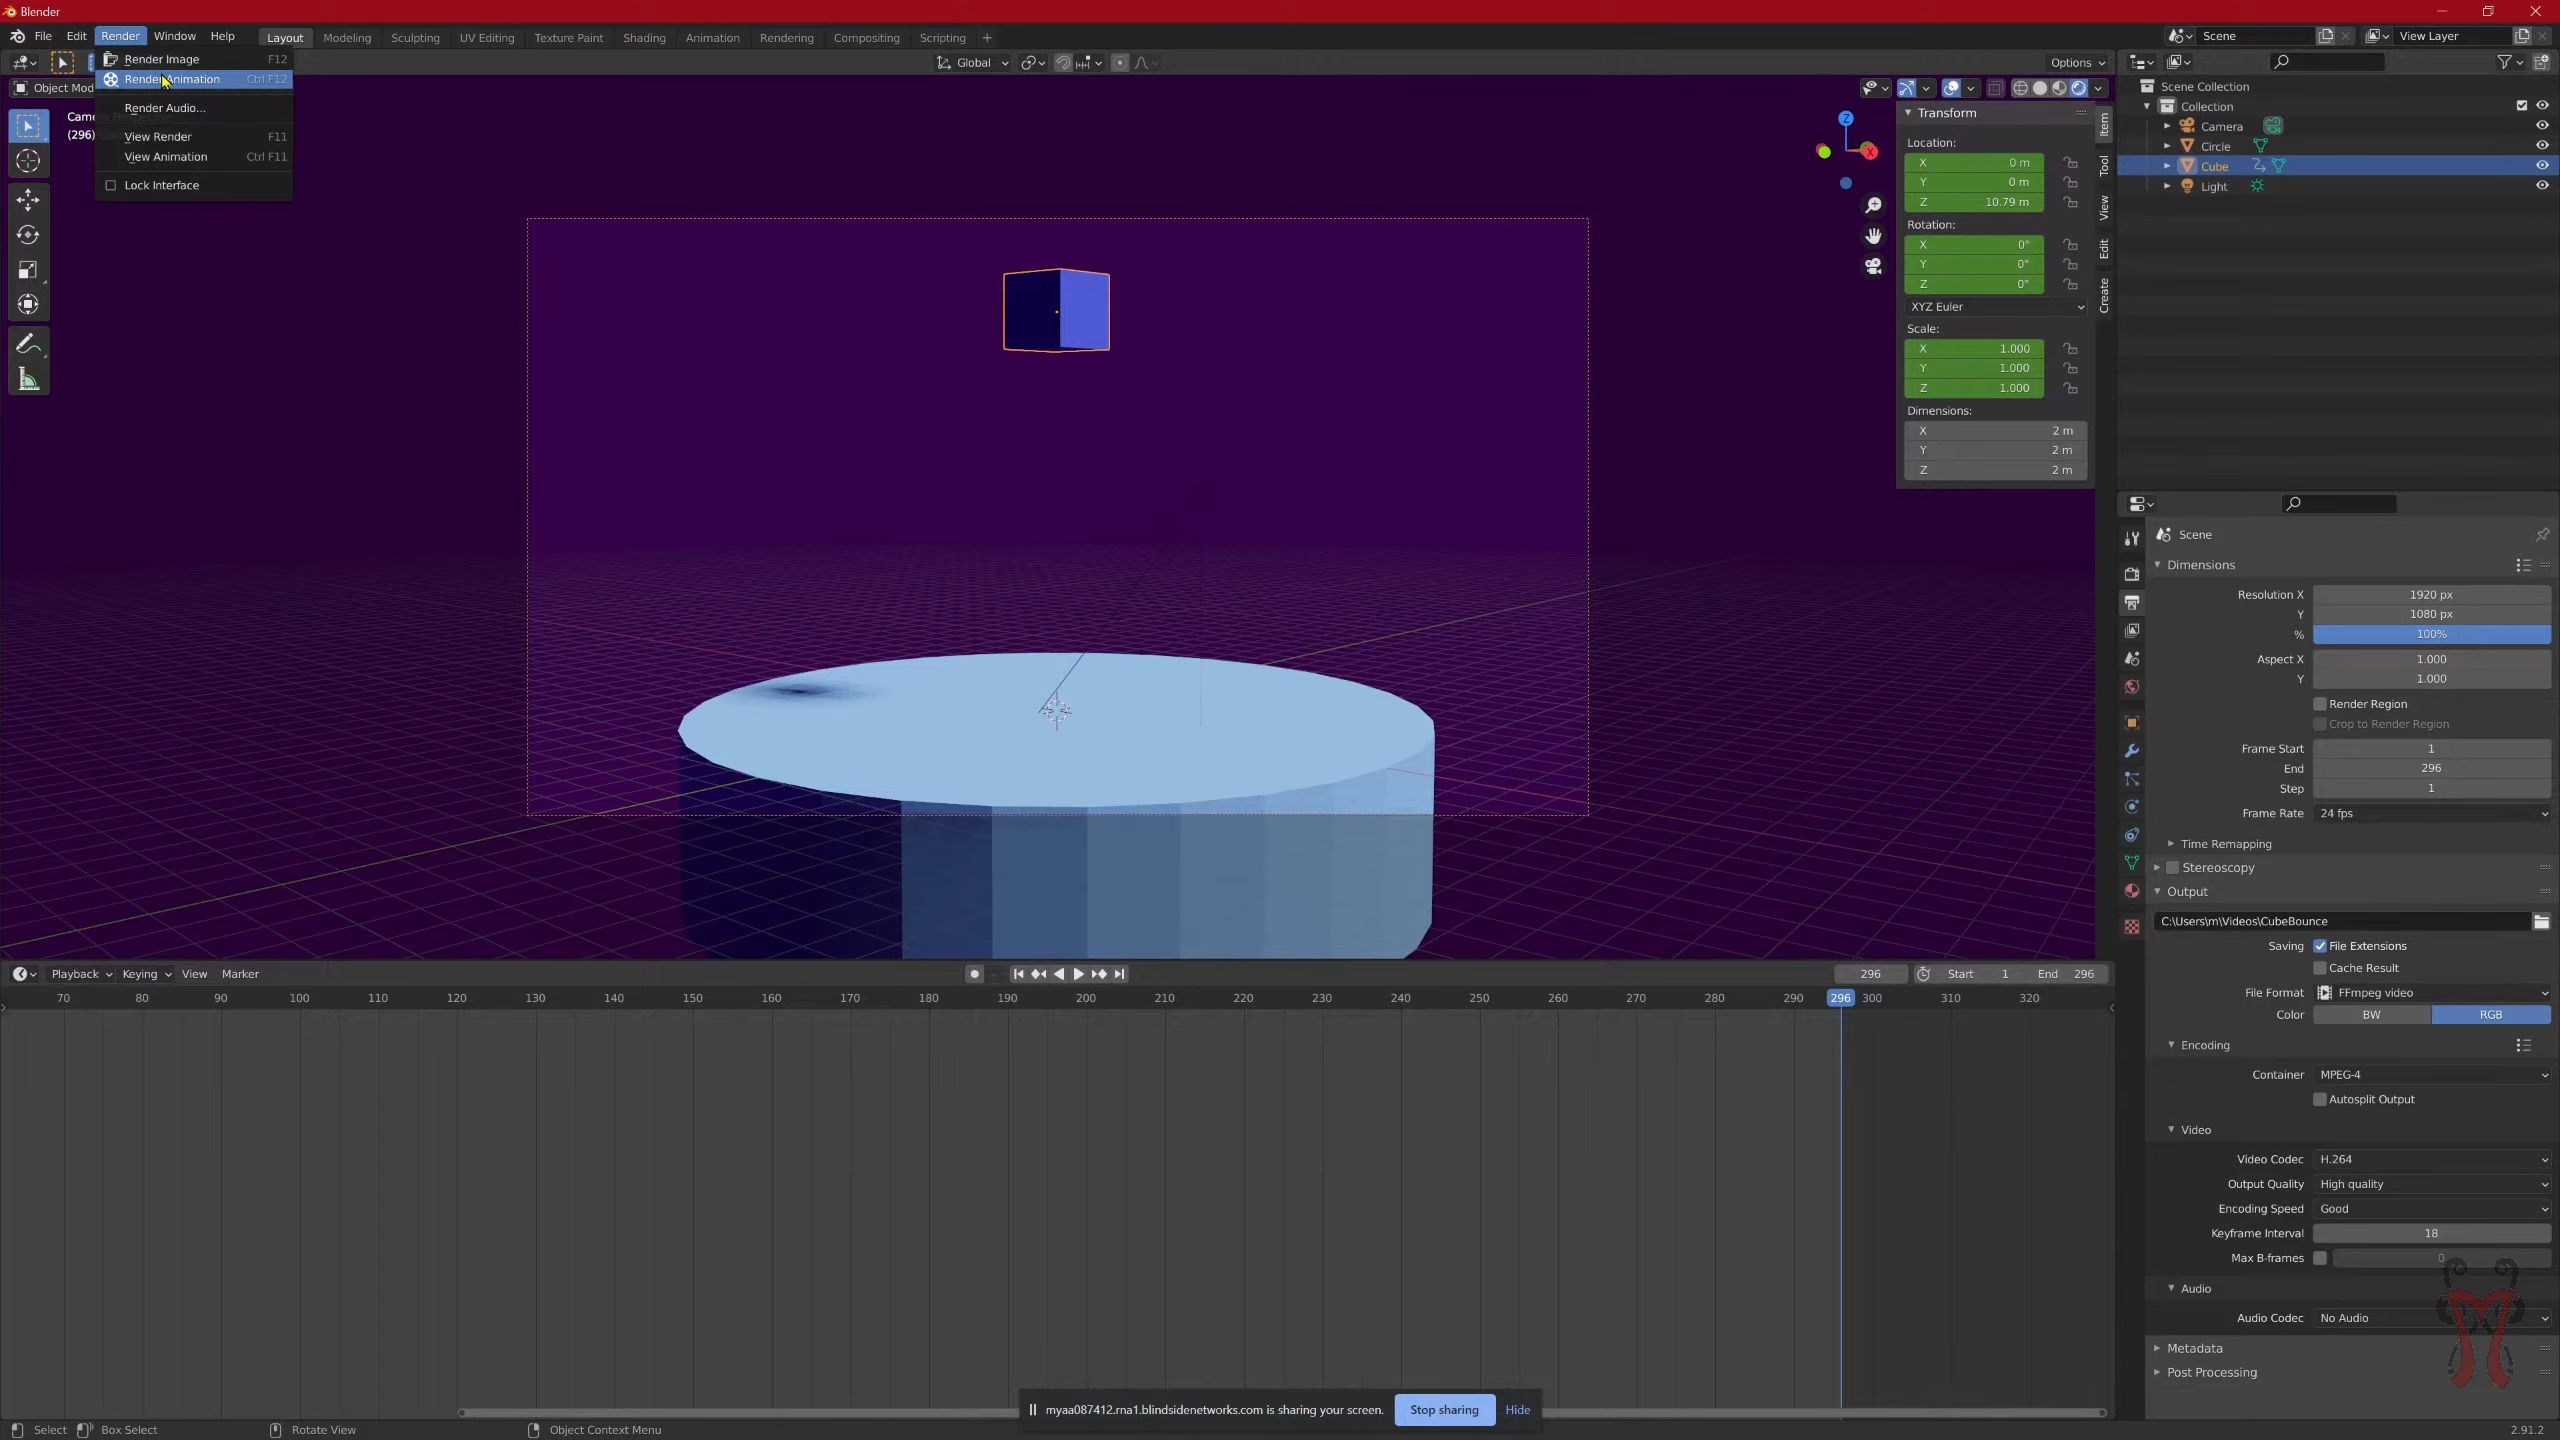 Blender
File Edit Render Window Help Layout Modeling Sculpting UV Editing Texture Paint Shading Animation Rendering Compositing Scripting + Scene View Layer
Render Image F12
Render Animation Ctrl F12
Render Audio...
View Render F11
View Animation Ctrl F11
Lock Interface
Object Mod
(296)
Global
Options
Z
X
Transform
Location:
X 0 m
Y 0 m
Z 10.79 m
Rotation:
X 0°
Y 0°
Z 0°
XYZ Euler
Scale:
X 1.000
Y 1.000
Z 1.000
Dimensions:
X 2 m
Y 2 m
Z 2 m
Item
Tool
View
Edit
Create
Scene Collection
Collection
Camera
Circle
Cube
Light
Scene
Dimensions
Resolution X 1920 px
Y 1080 px
% 100%
Aspect X 1.000
Y 1.000
Render Region
Crop to Render Region
Frame Start 1
End 296
Step 1
Frame Rate 24 fps
Time Remapping
Stereoscopy
Output
C:\Users\m\Videos\CubeBounce
Saving File Extensions
Cache Result
File Format FFmpeg video
Color BW RGB
Encoding
Container MPEG-4
Autosplit Output
Video
Video Codec H.264
Output Quality High quality
Encoding Speed Good
Keyframe Interval 18
Max B-frames 0
Audio
Audio Codec No Audio
Metadata
Post Processing
Playback Keying View Marker 296 Start 1 End 296
70 80 90 100 110 120 130 140 150 160 170 180 190 200 210 220 230 240 250 260 270 280 290 296 300 310 320
myaa087412.rna1.blindsidenetworks.com is sharing your screen. Stop sharing Hide
Select Box Select Rotate View Object Context Menu 2.91.2